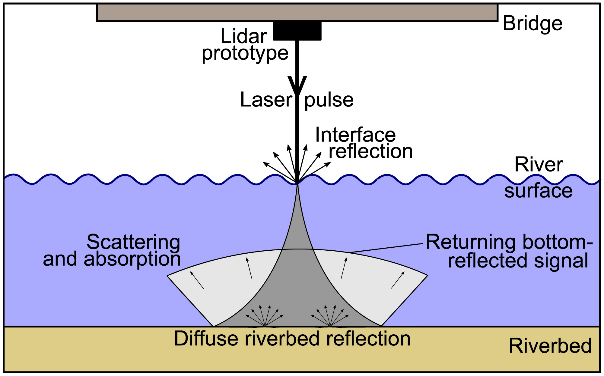 Bridge
Lidar
prototype
Laser pulse
Interface
reflection
River
surface
Scattering
and absorption
Returning bottom-
reflected signal
Diffuse riverbed reflection
Riverbed